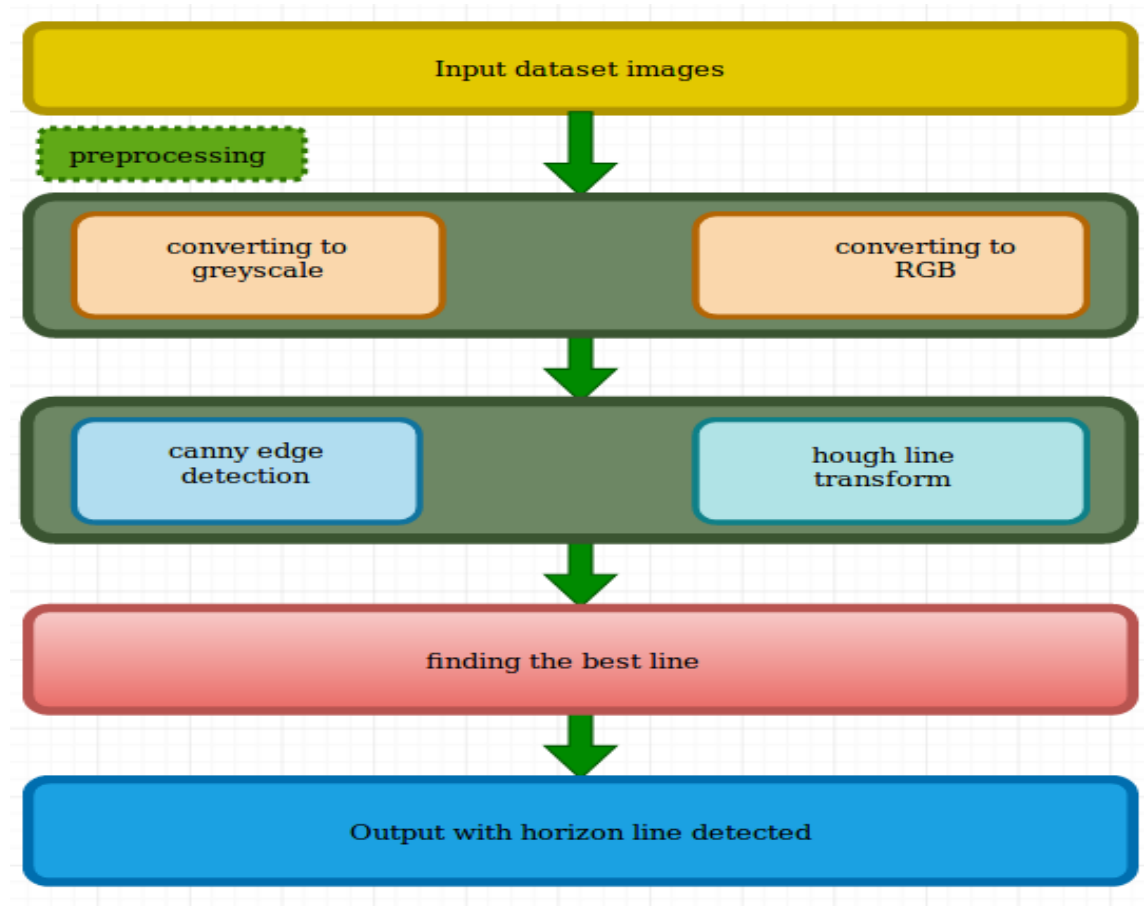 Input dataset images
preprocessing
converting to
greyscale
converting to
RGB
canny edge
detection
hough line
transform
finding the best line
Output with horizon line detected